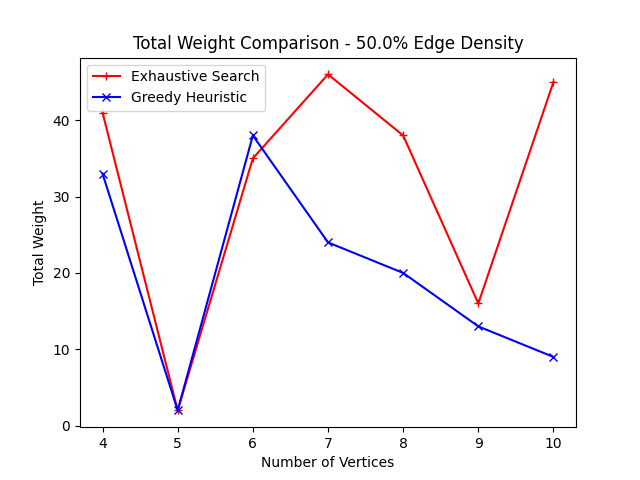 Total Weight Comparison - 50.0% Edge Density
Exhaustive Search
Greedy Heuristic
Total Weight
40
30
20
10
0
4 5 6 7 8 9 10
Number of Vertices